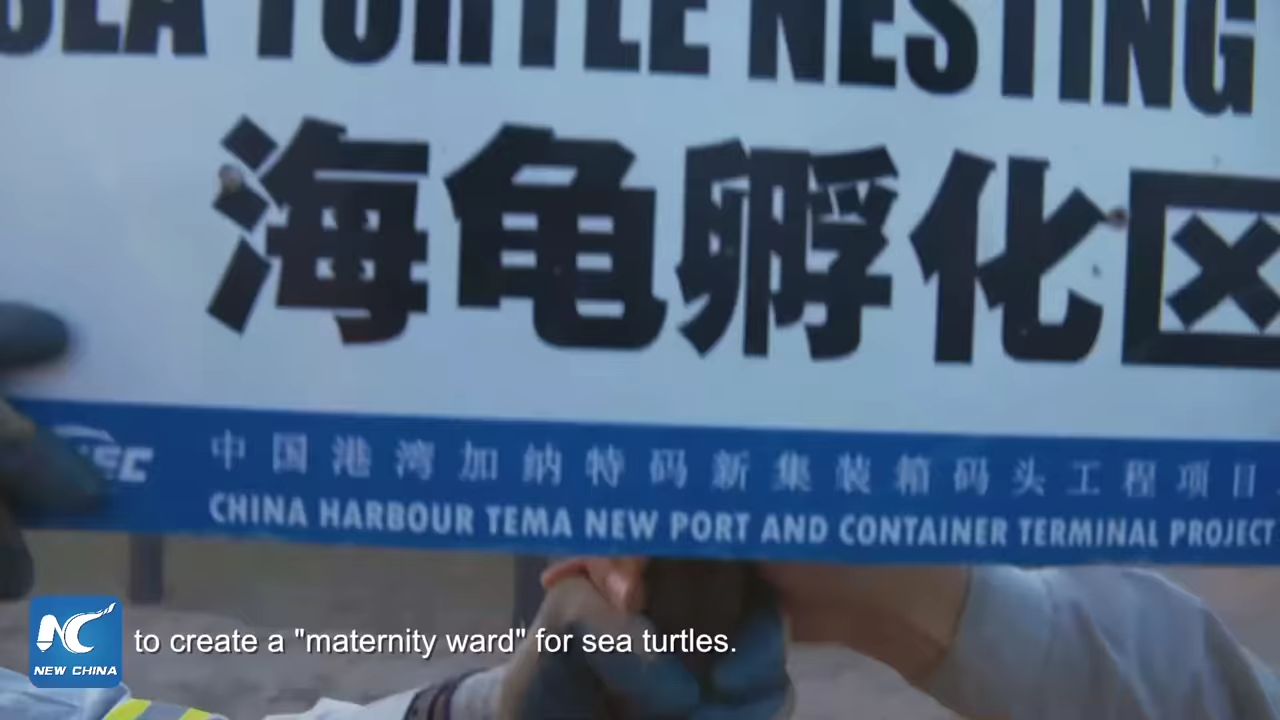 SEA TURTLE NESTING
海龟孵化区
中国港湾加纳特码新集装箱码头工程项目
CHINA HARBOUR TEMA NEW PORT AND CONTAINER TERMINAL PROJECT
to create a "maternity ward" for sea turtles.
NC
NEW CHINA